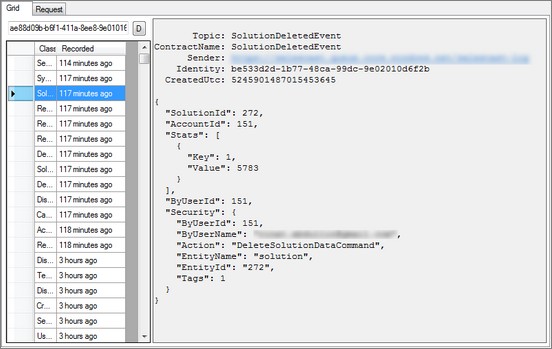 Grid Request
ae88d09b-b6f1-411a-8ee8-9e01016 D
Clas Recorded
Se... 114 minutes ago
Sy... 117 minutes ago
Sol... 117 minutes ago
Re... 117 minutes ago
Re... 117 minutes ago
Re... 117 minutes ago
De... 117 minutes ago
Sol... 117 minutes ago
De... 117 minutes ago
Dis... 117 minutes ago
Ca... 117 minutes ago
Ac... 118 minutes ago
Re... 118 minutes ago
Dis... 3 hours ago
Te... 3 hours ago
Dis... 3 hours ago
Cr... 3 hours ago
Se... 3 hours ago
Us... 3 hours ago
Topic: SolutionDeletedEvent
ContractName: SolutionDeletedEvent
Sender:
Identity: be533d2d-1b77-48ca-99dc-9e02010d6f2b
CreatedUtc: 5245901487015453645
{
"SolutionId": 272,
"AccountId": 151,
"Stats": [
{
"Key": 1,
"Value": 5783
}
],
"ByUserId": 151,
"Security": {
"ByUserId": 151,
"ByUserName": "
"Action": "DeleteSolutionDataCommand",
"EntityName": "solution",
"EntityId": "272",
"Tags": 1
}
}